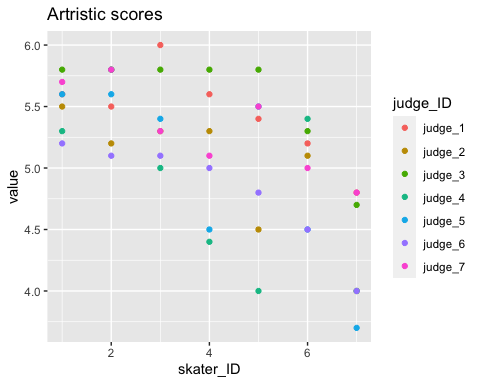 Artristic scores
6.0
5.5
5.0
4.5
4.0
value
2
4
6
skater_ID
judge_ID
judge_1
judge_2
judge_3
judge_4
judge_5
judge_6
judge_7